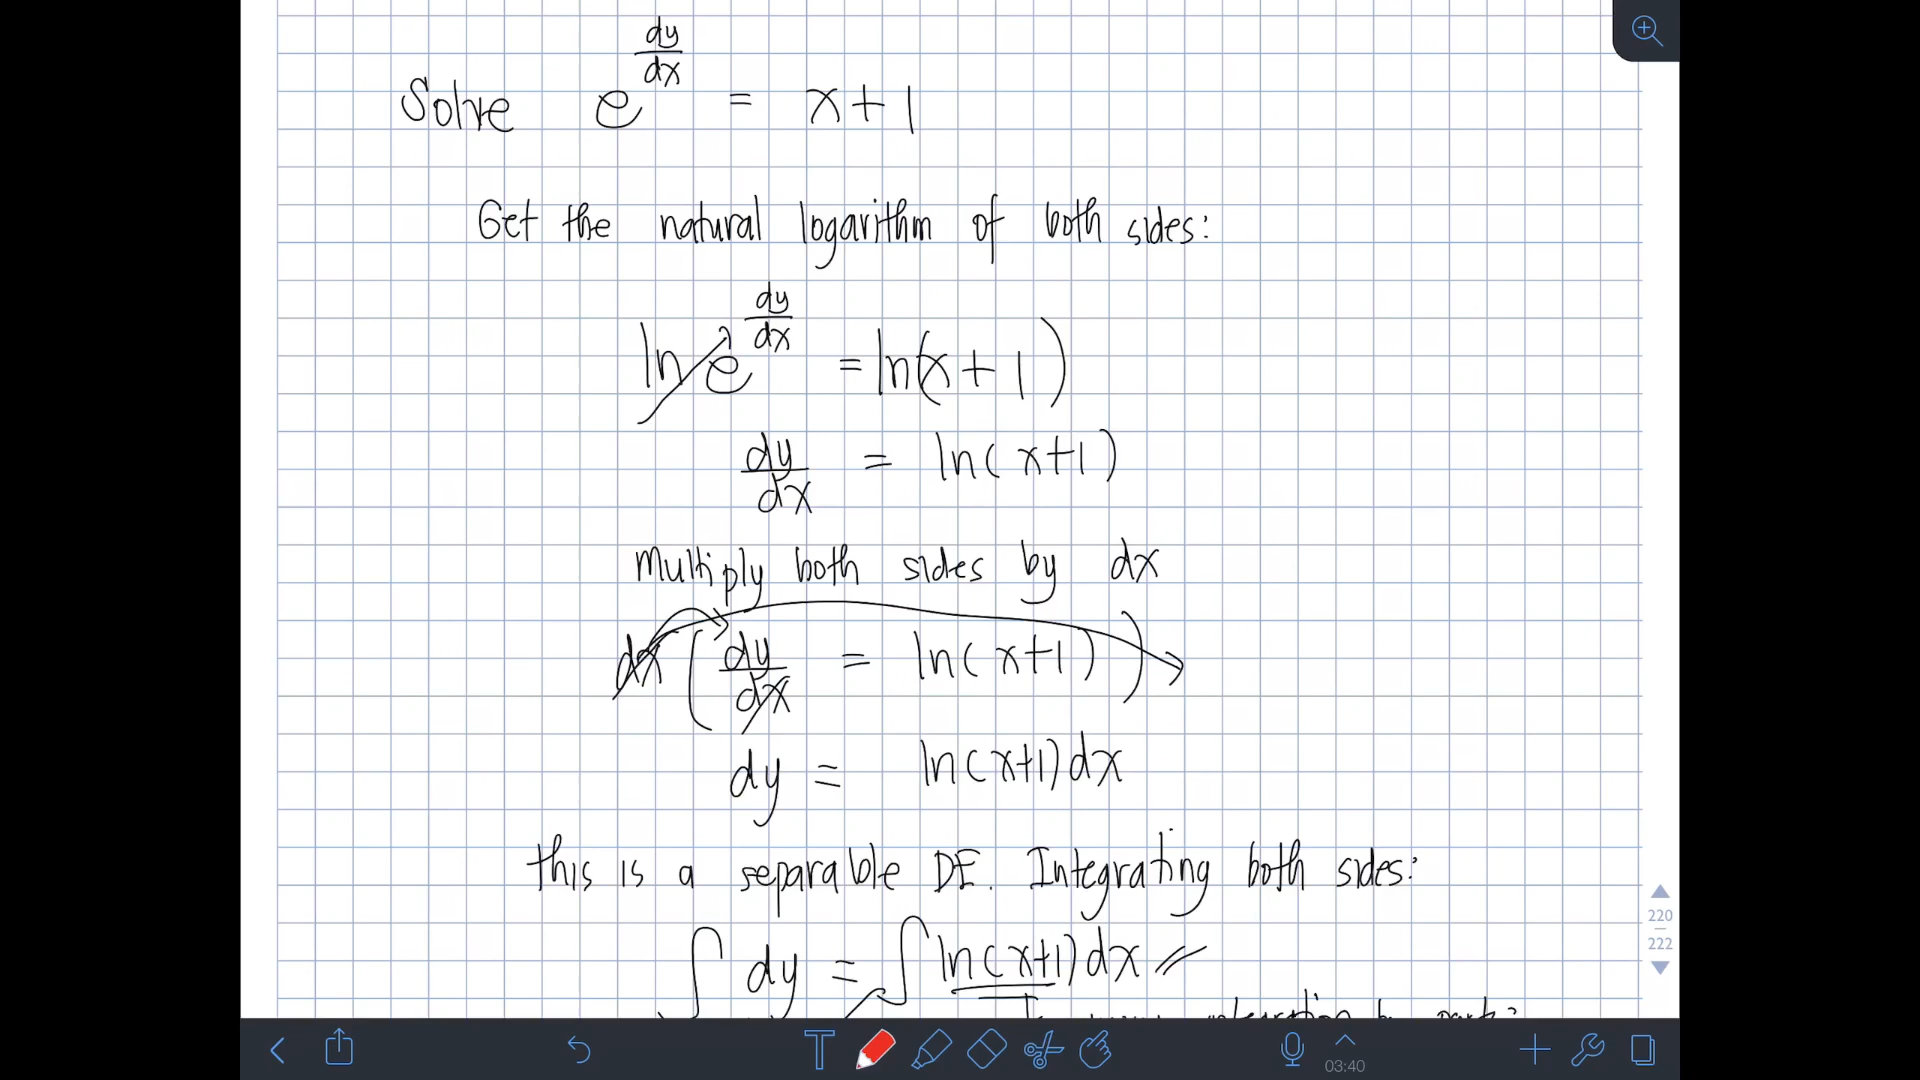 Solve e^(dy/dx) = x+1
Get the natural logarithm of both sides:
ln e^(dy/dx) = ln(x+1)
dy/dx = ln(x+1)
Multiply both sides by dx
dx (dy/dx = ln(x+1))
dy = ln(x+1)dx
this is a separable DE. Integrating both sides:
∫ dy = ∫ ln(x+1)dx
220
222
03:40